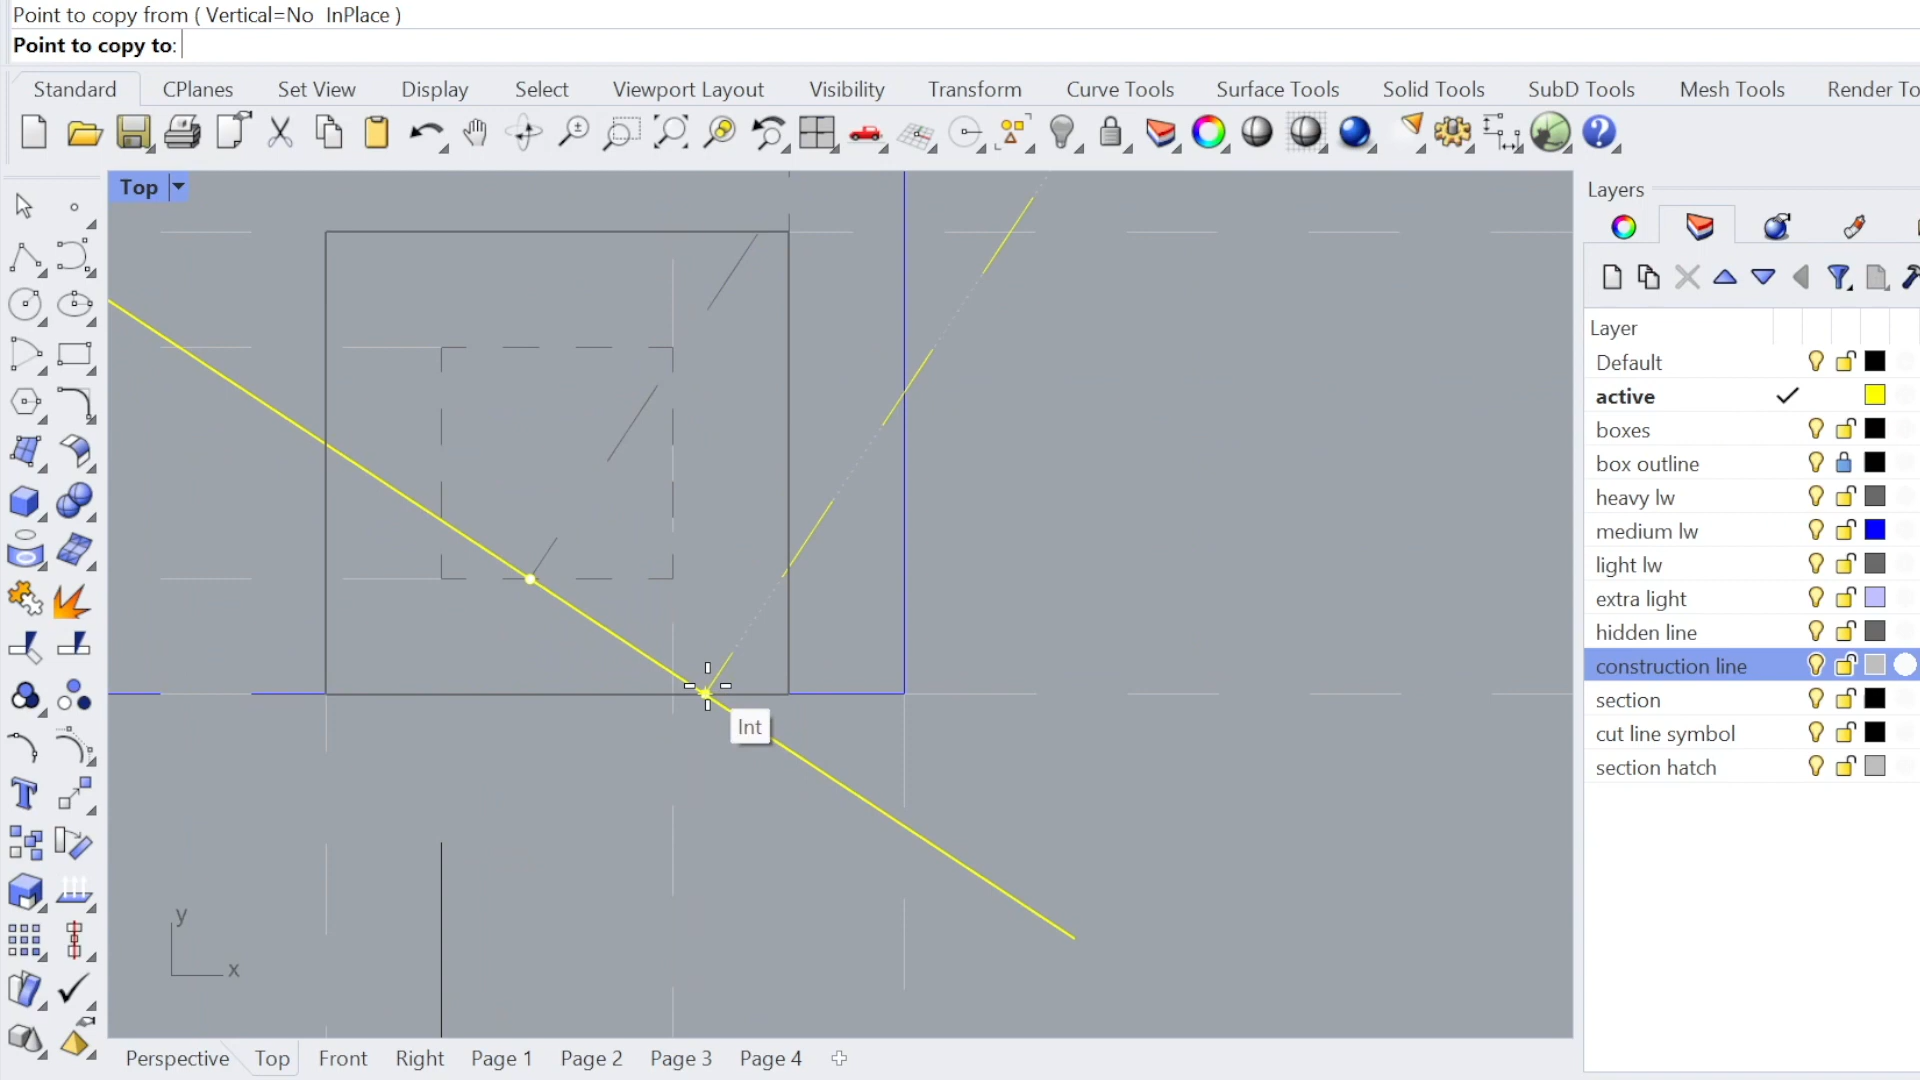 Point to copy from ( Vertical=No InPlace )
Point to copy to:
Standard CPlanes Set View Display Select Viewport Layout Visibility Transform Curve Tools Surface Tools Solid Tools SubD Tools Mesh Tools Render To
Top
Layers
Layer
Default
active
boxes
box outline
heavy lw
medium lw
light lw
extra light
hidden line
construction line
section
cut line symbol
section hatch
Int
y
x
Perspective Top Front Right Page 1 Page 2 Page 3 Page 4